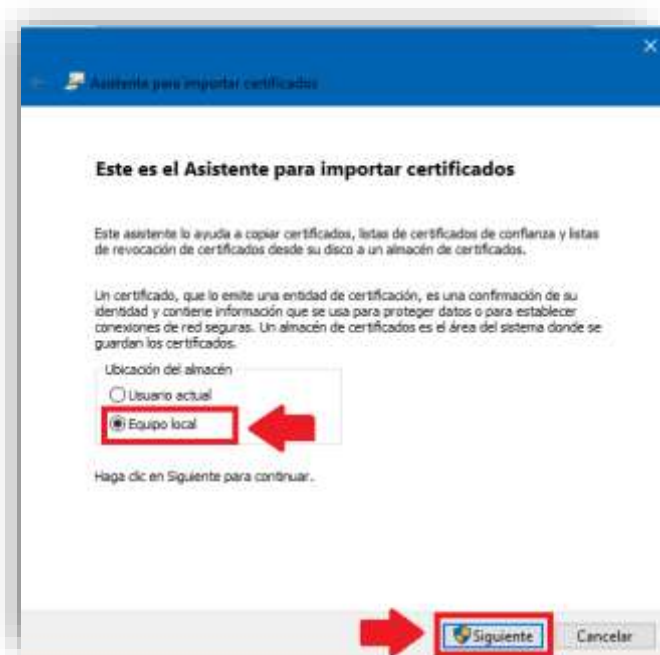 Asistente para importar certificados
Este es el Asistente para importar certificados
Este asistente lo ayuda a copiar certificados, listas de certificados de confianza y listas
de revocación de certificados desde su disco a un almacén de certificados.
Un certificado, que lo emite una entidad de certificación, es una confirmación de su
identidad y contiene información que se usa para proteger datos o para establecer
conexiones de red seguras. Un almacén de certificados es el área del sistema donde se
guardan los certificados.
Ubicación del almacén
Usuario actual
Equipo local
Haga clic en Siguiente para continuar.
Siguiente Cancelar